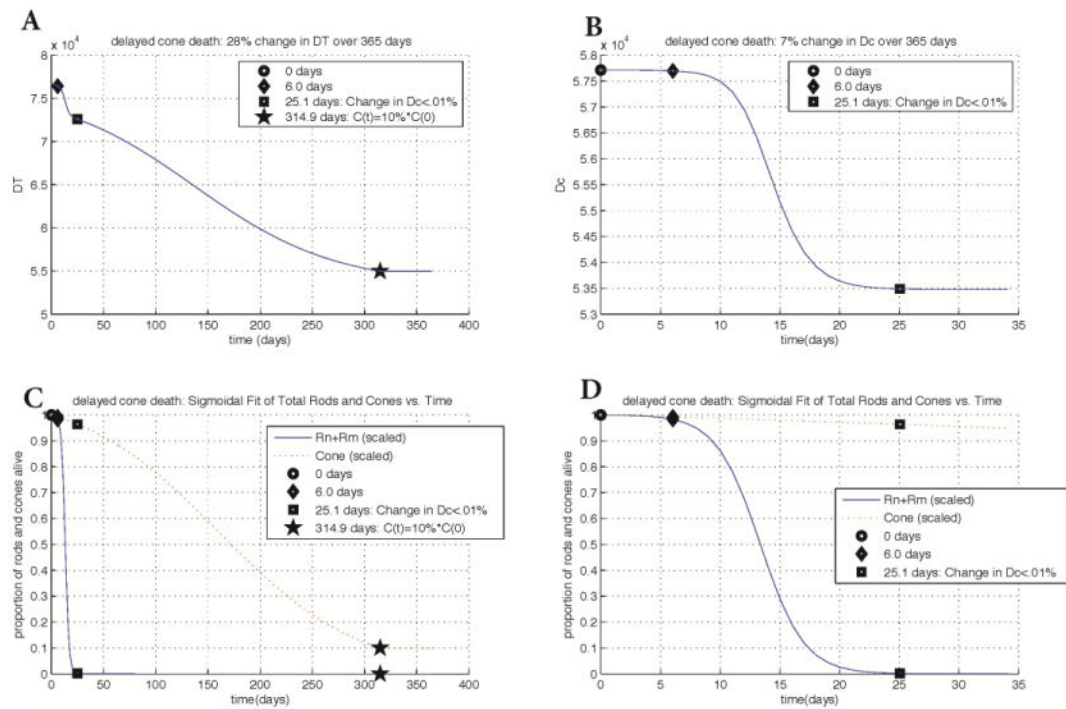 A
delayed cone death: 28% change in DT over 365 days
x 10⁴
8
7.5
7
6.5
6
5.5
5
DT
0 days
6.0 days
25.1 days: Change in Dc<.01%
314.9 days: C(t)=10%*C(0)
0 50 100 150 200 250 300 350 400
time (days)
B
delayed cone death: 7% change in Dc over 365 days
x 10⁴
5.8
5.75
5.7
5.65
5.6
5.55
5.5
5.45
5.4
5.35
5.3
Dc
0 days
6.0 days
25.1 days: Change in Dc<.01%
0 5 10 15 20 25 30 35
time(days)
C
delayed cone death: Sigmoidal Fit of Total Rods and Cones vs. Time
1
0.9
0.8
0.7
0.6
0.5
0.4
0.3
0.2
0.1
0
proportion of rods and cones alive
Rn+Rm (scaled)
Cone (scaled)
0 days
6.0 days
25.1 days: Change in Dc<.01%
314.9 days: C(t)=10%*C(0)
0 50 100 150 200 250 300 350 400
time(days)
D
delayed cone death: Sigmoidal Fit of Total Rods and Cones vs. Time
1
0.9
0.8
0.7
0.6
0.5
0.4
0.3
0.2
0.1
0
proportion of rods and cones alive
Rn+Rm (scaled)
Cone (scaled)
0 days
6.0 days
25.1 days: Change in Dc<.01%
0 5 10 15 20 25 30 35
time(days)